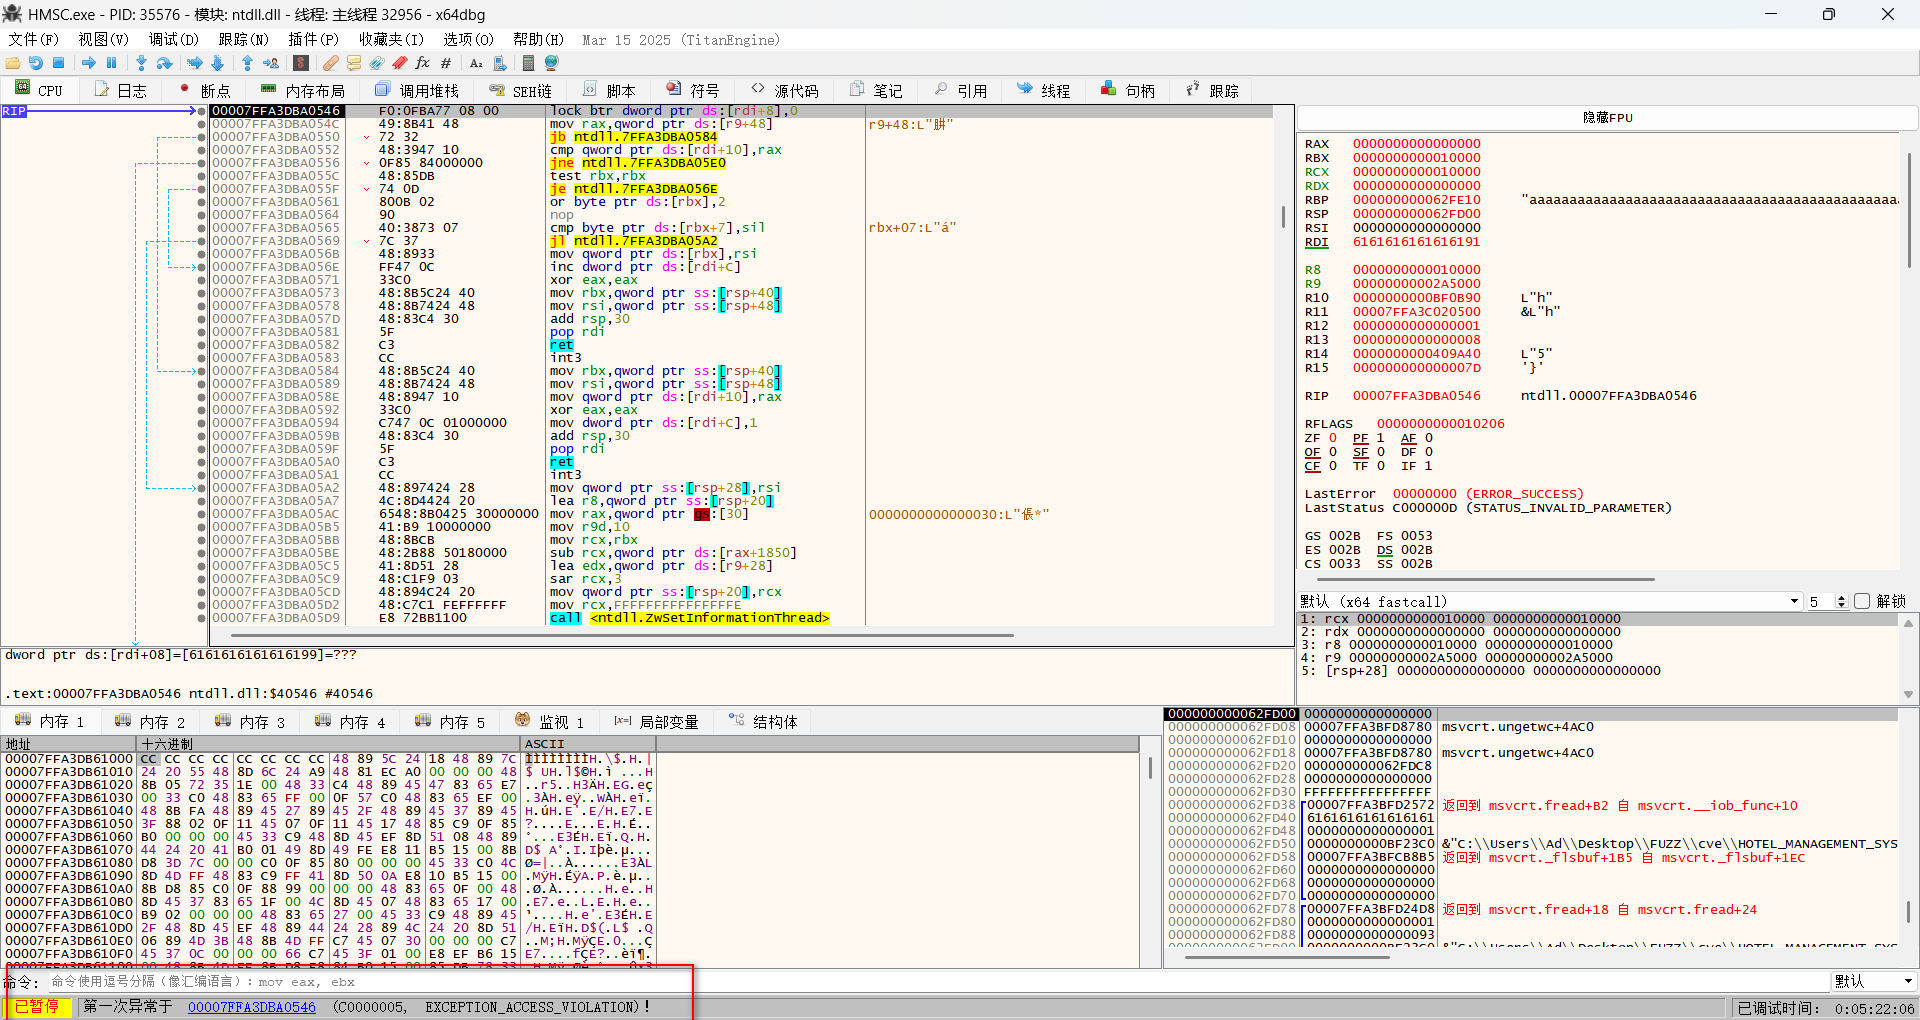 HMSC.exe - PID: 35576 - 模块: ntdll.dll - 线程: 主线程 32956 - x64dbg
文件(F) 视图(V) 调试(D) 跟踪(N) 插件(P) 收藏夹(I) 选项(O) 帮助(H) Mar 15 2025 (TitanEngine)
CPU 日志 断点 内存布局 调用堆栈 SEH链 脚本 符号 源代码 笔记 引用 线程 句柄 跟踪
RIP
00007FFA3DBA0546 F0:0FBA77 08 00 lock btr dword ptr ds:[rdi+8],0
00007FFA3DBA054C 49:8B41 48 mov rax,qword ptr ds:[r9+48]
00007FFA3DBA0550 72 32 jb ntdll.7FFA3DBA0584
00007FFA3DBA0552 48:3947 10 cmp qword ptr ds:[rdi+10],rax
00007FFA3DBA0556 0F85 84000000 jne ntdll.7FFA3DBA05E0
00007FFA3DBA055C 48:85DB test rbx,rbx
00007FFA3DBA055F 74 0D je ntdll.7FFA3DBA056E
00007FFA3DBA0561 800B 02 or byte ptr ds:[rbx],2
00007FFA3DBA0564 90 nop
00007FFA3DBA0565 40:3873 07 cmp byte ptr ds:[rbx+7],sil rbx+07:L"á"
00007FFA3DBA0569 7C 37 jl ntdll.7FFA3DBA05A2
00007FFA3DBA056B 48:8933 mov qword ptr ds:[rbx],rsi
00007FFA3DBA056E FF47 0C inc dword ptr ds:[rdi+C]
00007FFA3DBA0571 33C0 xor eax,eax
00007FFA3DBA0573 48:8B5C24 40 mov rbx,qword ptr ss:[rsp+40]
00007FFA3DBA0578 48:8B7424 48 mov rsi,qword ptr ss:[rsp+48]
00007FFA3DBA057D 48:83C4 30 add rsp,30
00007FFA3DBA0581 5F pop rdi
00007FFA3DBA0582 C3 ret
00007FFA3DBA0583 CC int3
00007FFA3DBA0584 48:8B5C24 40 mov rbx,qword ptr ss:[rsp+40]
00007FFA3DBA0589 48:8B7424 48 mov rsi,qword ptr ss:[rsp+48]
00007FFA3DBA058E 48:8947 10 mov qword ptr ds:[rdi+10],rax
00007FFA3DBA0592 33C0 xor eax,eax
00007FFA3DBA0594 C747 0C 01000000 mov dword ptr ds:[rdi+C],1
00007FFA3DBA059B 48:83C4 30 add rsp,30
00007FFA3DBA059F 5F pop rdi
00007FFA3DBA05A0 C3 ret
00007FFA3DBA05A1 CC int3
00007FFA3DBA05A2 48:897424 28 mov qword ptr ss:[rsp+28],rsi
00007FFA3DBA05A7 4C:8D4424 20 lea r8,qword ptr ss:[rsp+20]
00007FFA3DBA05AC 6548:8B0425 30000000 mov rax,qword ptr gs:[30]
00007FFA3DBA05B5 41:B9 10000000 mov r9d,10
00007FFA3DBA05BB 48:8BCB mov rcx,rbx
00007FFA3DBA05BE 48:2B88 50180000 sub rcx,qword ptr ds:[rax+1850]
00007FFA3DBA05C5 41:8D51 28 lea edx,qword ptr ds:[r9+28]
00007FFA3DBA05C9 48:C1F9 03 sar rcx,3
00007FFA3DBA05CD 48:894C24 20 mov qword ptr ss:[rsp+20],rcx
00007FFA3DBA05D2 48:C7C1 FEFFFFFF mov rcx,FFFFFFFFFFFFFFFE
00007FFA3DBA05D9 E8 72BB1100 call <ntdll.ZwSetInformationThread>
dword ptr ds:[rdi+08]=[6161616161616199]=???
.text:00007FFA3DBA0546 ntdll.dll:$40546 #40546
隐藏FPU
RAX 0000000000000000
RBX 0000000000010000
RCX 0000000000010000
RDX 0000000000000000
RBP 000000000062FE10
RSP 000000000062FD00
RSI 0000000000000000
RDI 6161616161616191
R8 0000000000010000
R9 00000000002A5000
R10 0000000000BF0B90 L"h"
R11 00007FFA3C020500 &L"h"
R12 0000000000000001
R13 0000000000000008
R14 0000000000409A40 L"5"
R15 000000000000007D '}'
RIP 00007FFA3DBA0546 ntdll.00007FFA3DBA0546
RFLAGS 0000000000010206
ZF 0 PF 1 AF 0
OF 0 SF 0 DF 0
CF 0 TF 0 IF 1
LastError 00000000 (ERROR_SUCCESS)
LastStatus C000000D (STATUS_INVALID_PARAMETER)
GS 002B FS 0053
ES 002B DS 002B
CS 0033 SS 002B
默认 (x64 fastcall) 5 解锁
1: rcx 0000000000010000 0000000000010000
2: rdx 0000000000000000 0000000000000000
3: r8 0000000000010000 0000000000010000
4: r9 00000000002A5000 00000000002A5000
5: [rsp+28] 0000000000000000 0000000000000000
内存 1 内存 2 内存 3 内存 4 内存 5 监视 1 [x=] 局部变量 结构体
地址 十六进制 ASCII
00007FFA3DB61000 CC CC CC CC CC CC CC CC 48 89 5C 24 18 48 89 7C
00007FFA3DB61010 24 20 55 48 8D 6C 24 A9 48 81 EC A0 00 00 00 48
00007FFA3DB61020 8B 05 72 35 1E 00 48 33 C4 48 89 45 47 83 65 E7
00007FFA3DB61030 00 33 C0 48 83 65 FF 00 0F 57 C0 48 83 65 EF 00
00007FFA3DB61040 48 8B FA 48 89 45 27 89 45 2F 48 89 45 37 89 45
00007FFA3DB61050 3F 88 02 0F 11 45 07 0F 11 45 17 48 85 C9 0F 85
00007FFA3DB61060 B0 00 00 00 45 33 C9 48 8D 45 EF 8D 51 08 48 89
00007FFA3DB61070 44 24 20 41 B0 01 49 8D 49 FE E8 11 B5 15 00 8B
00007FFA3DB61080 D8 3D 7C 00 00 C0 0F 85 80 00 00 00 45 33 C0 4C
00007FFA3DB61090 8D 4D FF 48 83 C9 FF 41 8D 50 0A E8 10 B5 15 00
00007FFA3DB610A0 8B D8 85 C0 0F 88 99 00 00 00 48 83 65 0F 00 48
00007FFA3DB610B0 8D 45 37 83 65 1F 00 4C 8D 45 07 48 83 65 17 00
00007FFA3DB610C0 B9 02 00 00 00 48 83 65 27 00 45 33 C9 48 89 45
00007FFA3DB610D0 2F 48 8D 45 EF 48 89 44 24 28 89 4C 24 20 8D 51
00007FFA3DB610E0 06 89 4D 3B 48 8B 4D FF C7 45 07 30 00 00 00 C7
00007FFA3DB610F0 45 37 0C 00 00 00 66 C7 45 3F 01 00 E8 EF B6 15
000000000062FD00 0000000000000000
000000000062FD08 00007FFA3BFD8780 msvcrt.ungetwc+4AC0
000000000062FD10 0000000000000000
000000000062FD18 00007FFA3BFD8780 msvcrt.ungetwc+4AC0
000000000062FD20 000000000062FDC8
000000000062FD28 0000000000000000
000000000062FD30 FFFFFFFFFFFFFFFF
000000000062FD38 00007FFA3BFD2572 返回到 msvcrt.fread+B2 自 msvcrt.__iob_func+10
000000000062FD40 6161616161616161
000000000062FD48 0000000000000001
000000000062FD50 0000000000BF23C0 &"C:\\Users\\Ad\\Desktop\\FUZZ\\cve\\HOTEL_MANAGEMENT_SYS
000000000062FD58 00007FFA3BFCB8B5 返回到 msvcrt._flsbuf+1B5 自 msvcrt._flsbuf+1EC
000000000062FD60 0000000000000000
000000000062FD68 0000000000000000
000000000062FD70 0000000000000000
000000000062FD78 00007FFA3BFD24D8 返回到 msvcrt.fread+18 自 msvcrt.fread+24
000000000062FD80 0000000000000001
000000000062FD88 0000000000000093
命令: 命令使用逗号分隔（像汇编语言）: mov eax, ebx 默认
已暂停 第一次异常于 00007FFA3DBA0546 (C0000005, EXCEPTION_ACCESS_VIOLATION)! 已调试时间: 0:05:22:06